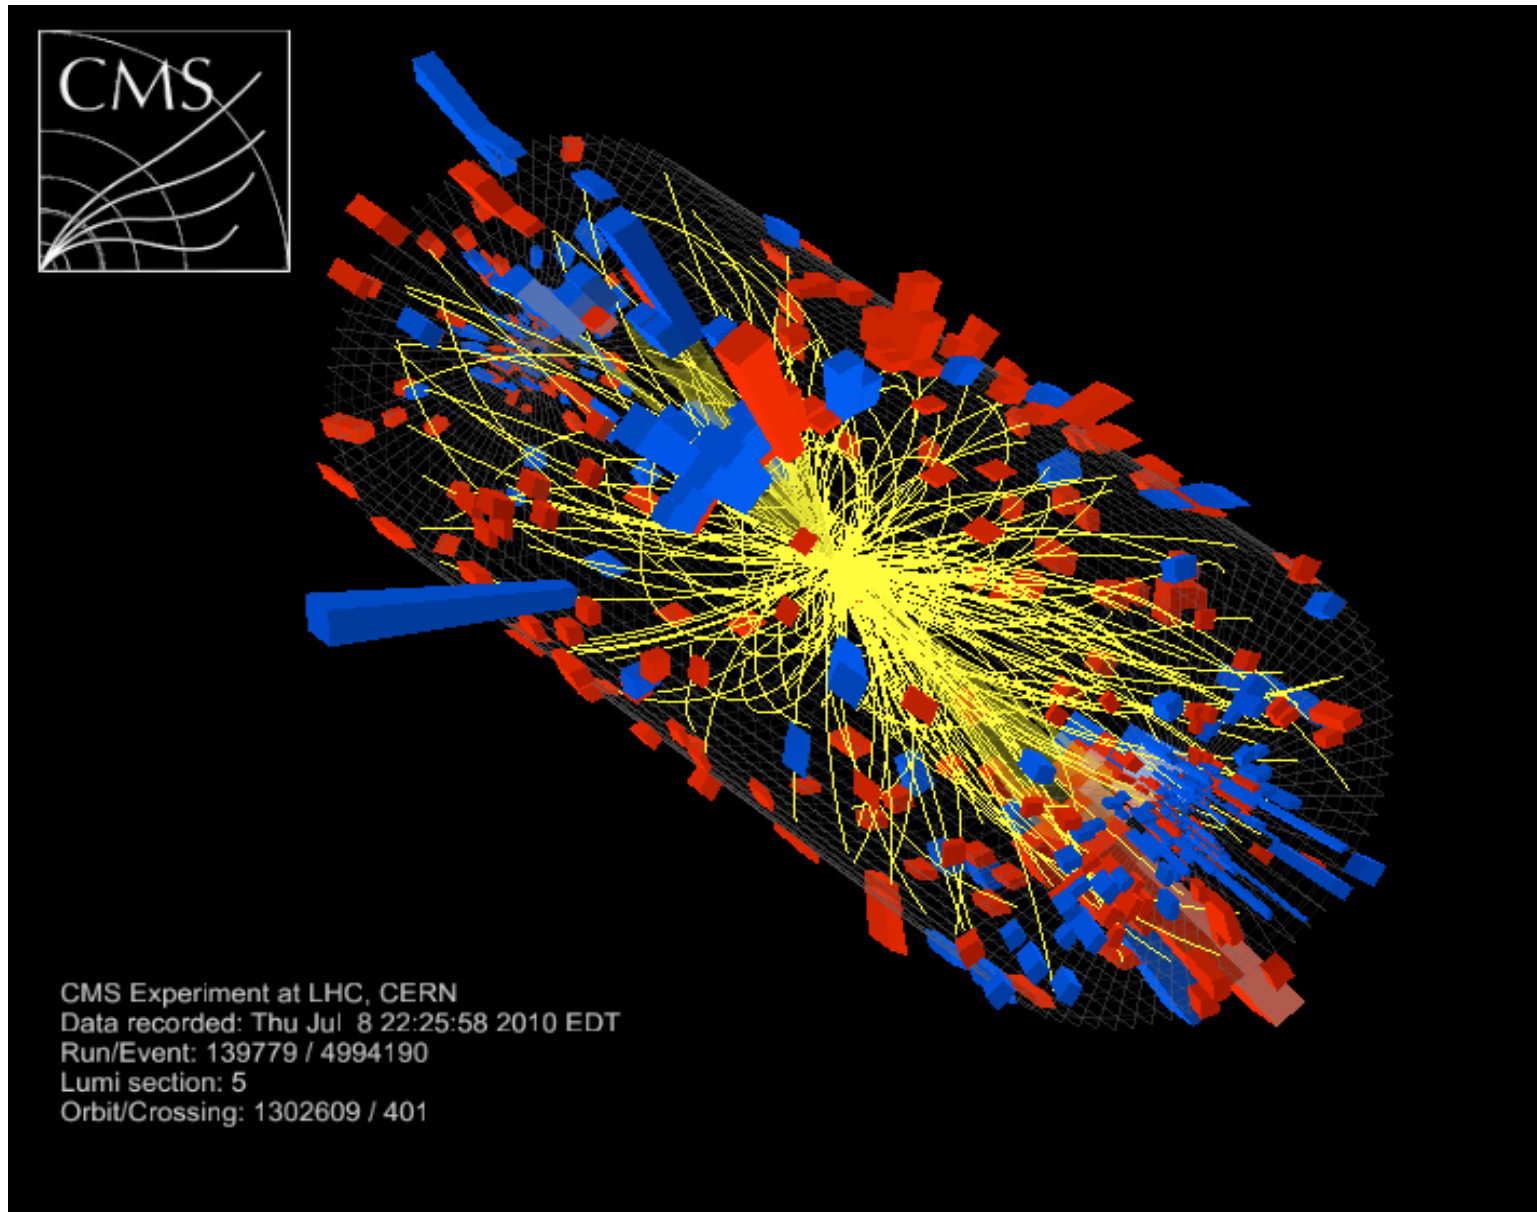 CMS
CMS Experiment at LHC, CERN
Data recorded: Thu Jul  8 22:25:58 2010 EDT
Run/Event: 139779 / 4994190
Lumi section: 5
Orbit/Crossing: 1302609 / 401